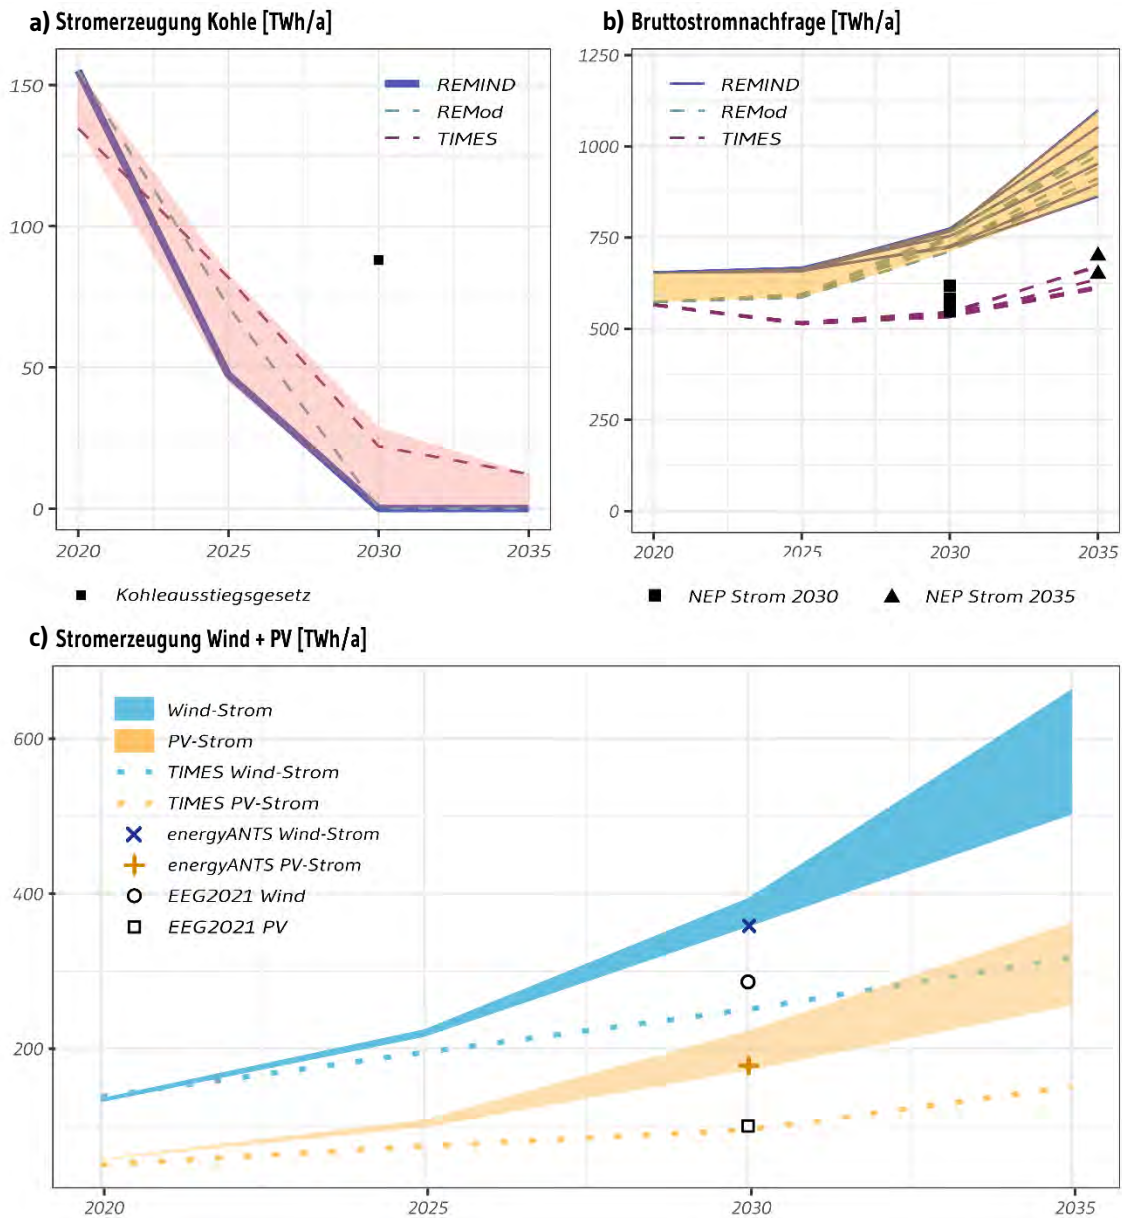 a) Stromerzeugung Kohle [TWh/a]
150
100
50
0
2020 2025 2030 2035
REMIND
REMod
TIMES
Kohleausstiegsgesetz
b) Bruttostromnachfrage [TWh/a]
1250
1000
750
500
250
0
2020 2025 2030 2035
REMIND
REMod
TIMES
NEP Strom 2030 NEP Strom 2035
c) Stromerzeugung Wind + PV [TWh/a]
600
400
200
Wind-Strom
PV-Strom
TIMES Wind-Strom
TIMES PV-Strom
energyANTS Wind-Strom
energyANTS PV-Strom
EEG2021 Wind
EEG2021 PV
2020 2025 2030 2035